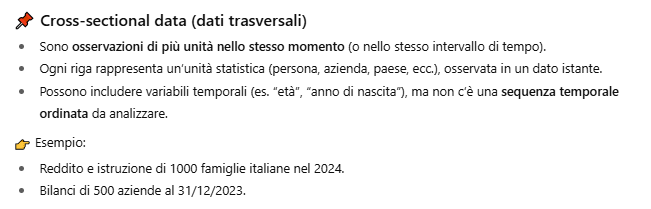 📌 Cross-sectional data (dati trasversali)
• Sono osservazioni di più unità nello stesso momento (o nello stesso intervallo di tempo).
• Ogni riga rappresenta un'unità statistica (persona, azienda, paese, ecc.), osservata in un dato istante.
• Possono includere variabili temporali (es. "età", "anno di nascita"), ma non c'è una sequenza temporale
ordinata da analizzare.
👉 Esempio:
• Reddito e istruzione di 1000 famiglie italiane nel 2024.
• Bilanci di 500 aziende al 31/12/2023.